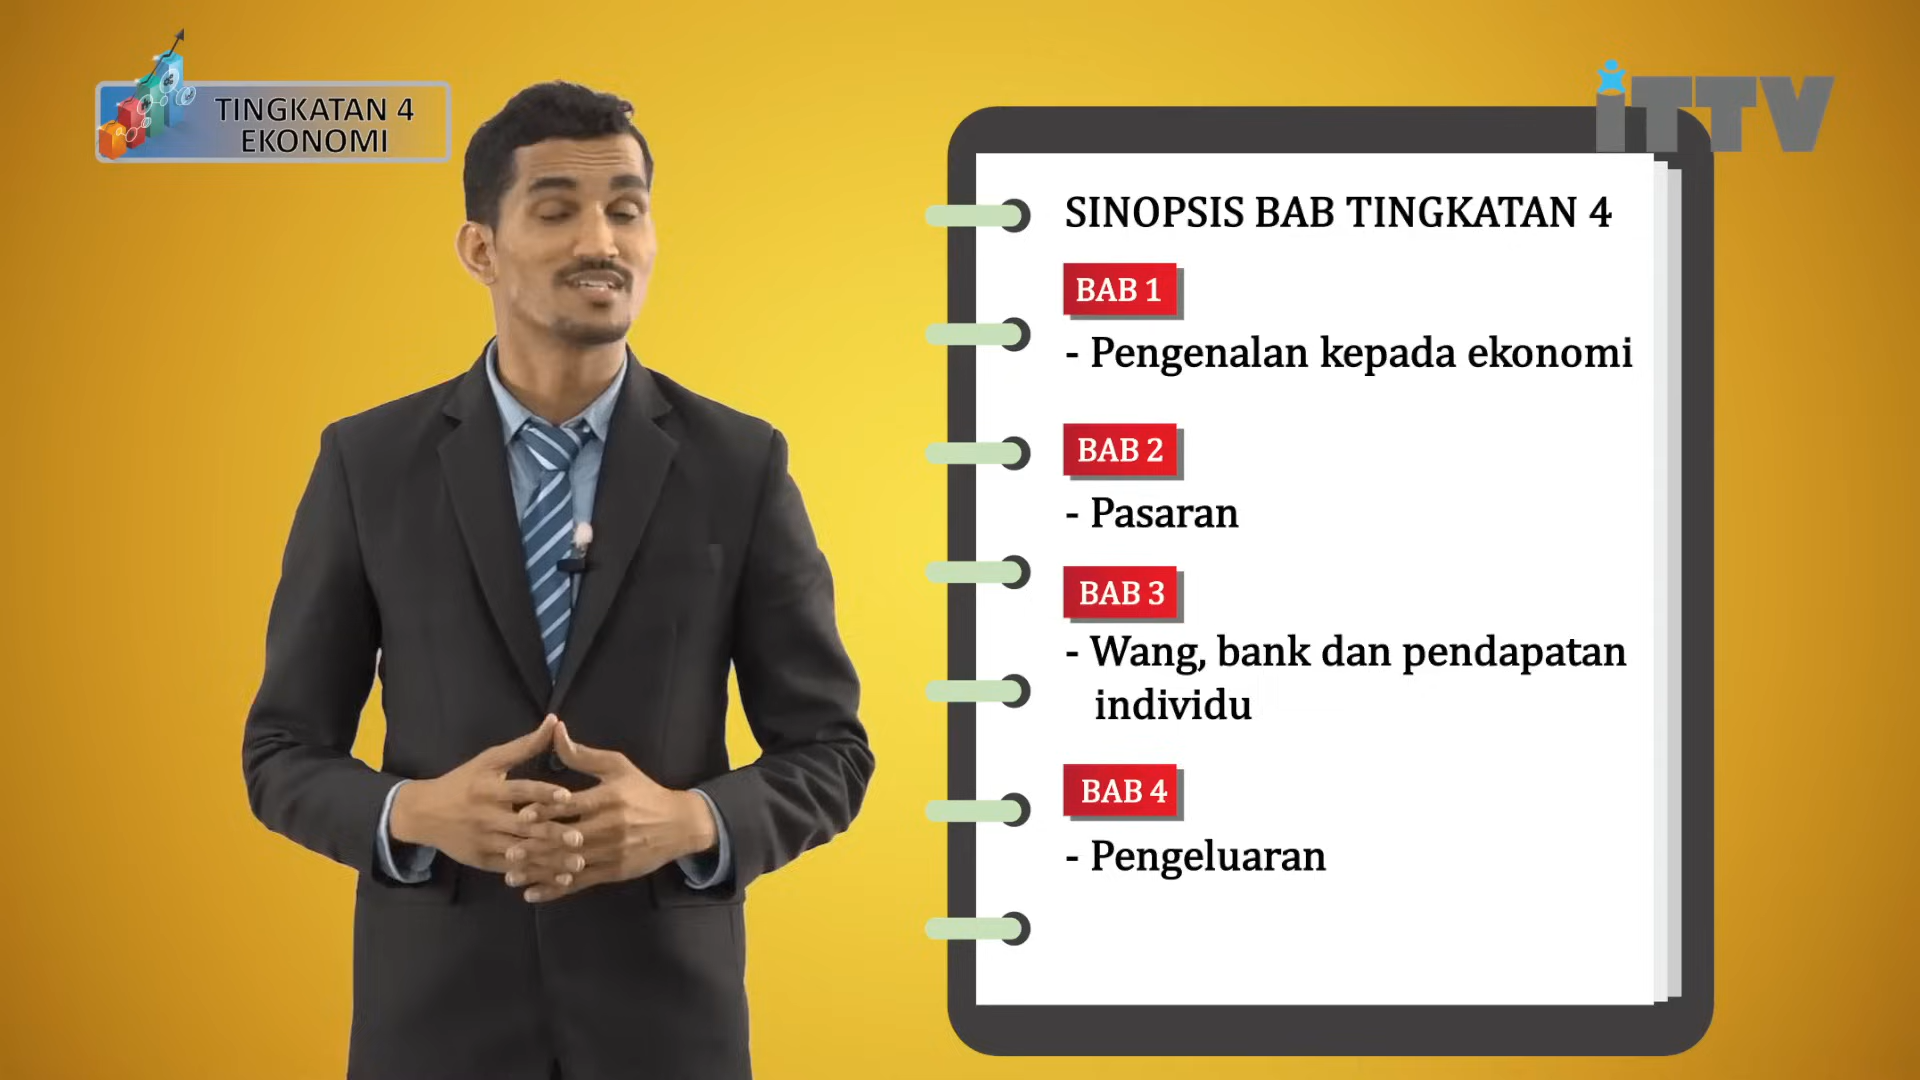 TINGKATAN 4
EKONOMI
iTTV
SINOPSIS BAB TINGKATAN 4
BAB 1
- Pengenalan kepada ekonomi
BAB 2
- Pasaran
BAB 3
- Wang, bank dan pendapatan
individu
BAB 4
- Pengeluaran